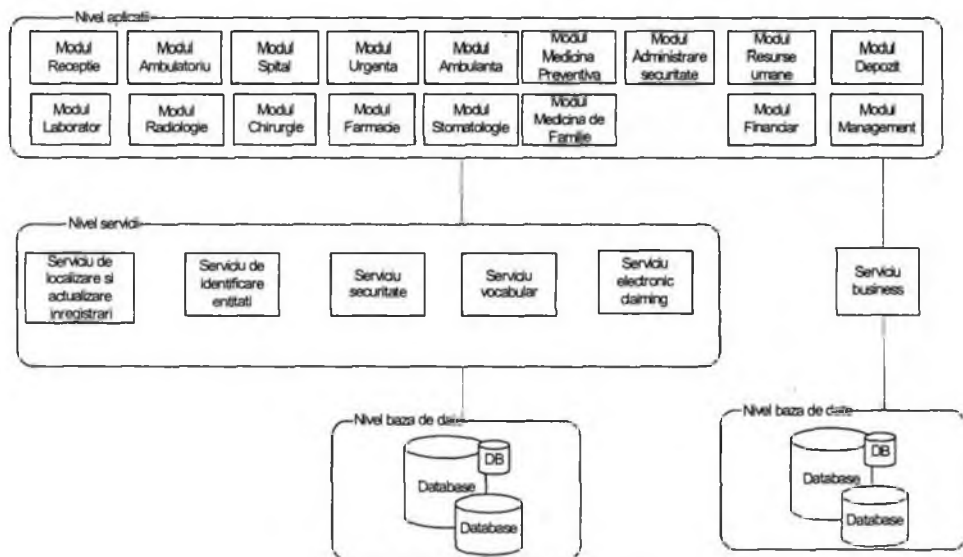 Nivel aplicatii
Modul
Receptie
Modul
Ambulatoriu
Modul
Spital
Modul
Urgenta
Modul
Ambulanta
Modul
Medicina
Preventiva
Modul
Administrare
securitate
Modul
Resurse
umane
Modul
Depozit
Modul
Laborator
Modul
Radiologie
Modul
Chirurgie
Modul
Farmacie
Modul
Stomatologie
Modul
Medicina de
Familie
Modul
Financiar
Modul
Management
Nivel servicii
Serviciu de
localizare si
actualizare
inregistrari
Serviciu de
identificare
entitati
Serviciu
securitate
Serviciu
vocabular
Serviciu
electronic
claiming
Serviciu
business
Nivel baza de date
DB
Database
Database
Nivel baza de date
DB
Database
Database